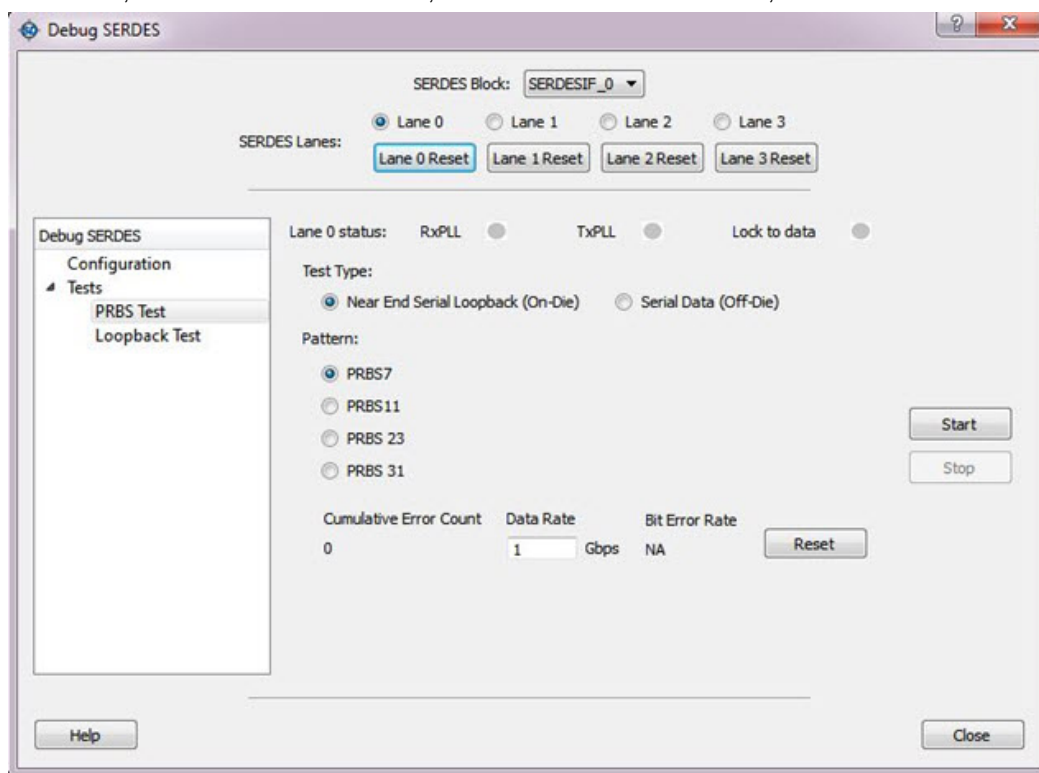 Debug SERDES
SERDES Block: SERDESIF_0
SERDES Lanes:
Lane 0 Lane 1 Lane 2 Lane 3
Lane 0 Reset Lane 1 Reset Lane 2 Reset Lane 3 Reset
Debug SERDES
Configuration
Tests
PRBS Test
Loopback Test
Lane 0 status: RxPLL TxPLL Lock to data
Test Type:
Near End Serial Loopback (On-Die) Serial Data (Off-Die)
Pattern:
PRBS7
PRBS11
PRBS 23
PRBS 31
Start
Stop
Cumulative Error Count Data Rate Bit Error Rate
0 1 Gbps NA Reset
Help Close